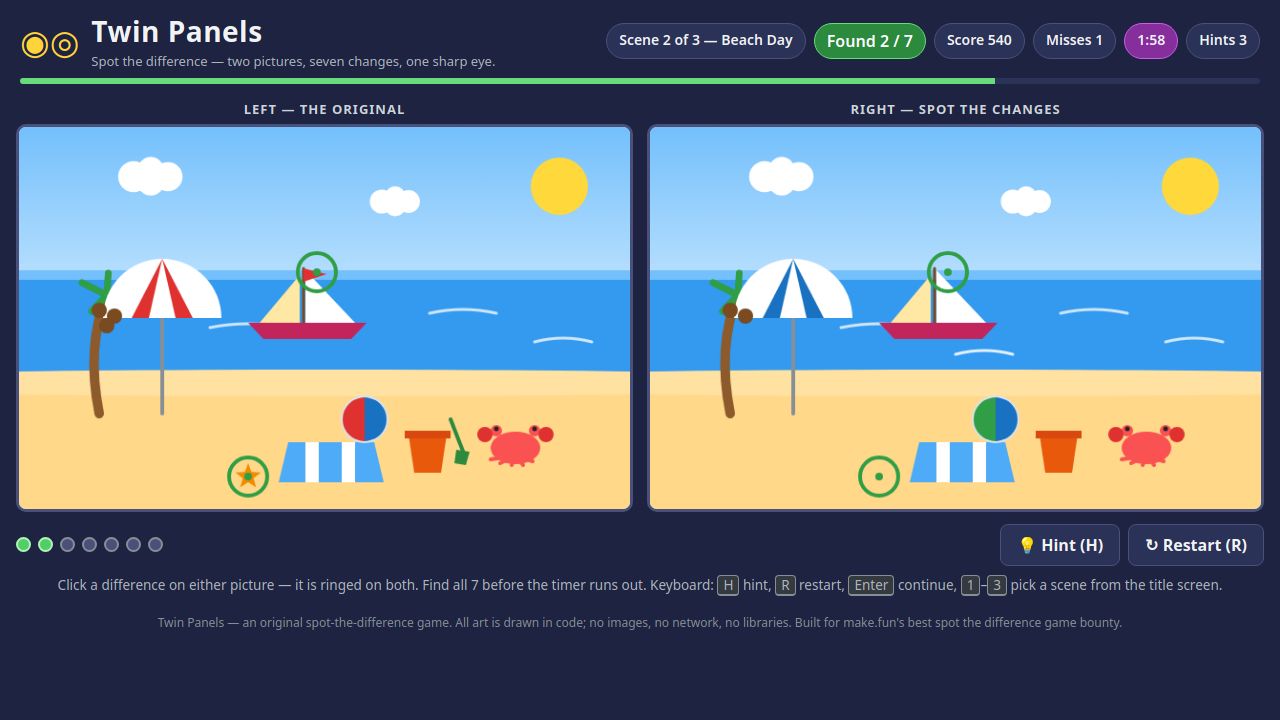 Twin Panels
Spot the difference — two pictures, seven changes, one sharp eye.
Scene 2 of 3 — Beach Day
Found 2 / 7
Score 540
Misses 1
1:58
Hints 3
LEFT — THE ORIGINAL
RIGHT — SPOT THE CHANGES
💡 Hint (H)
↻ Restart (R)
Click a difference on either picture — it is ringed on both. Find all 7 before the timer runs out. Keyboard: H hint, R restart, Enter continue, 1–3 pick a scene from the title screen.
Twin Panels — an original spot-the-difference game. All art is drawn in code; no images, no network, no libraries. Built for make.fun's best spot the difference game bounty.